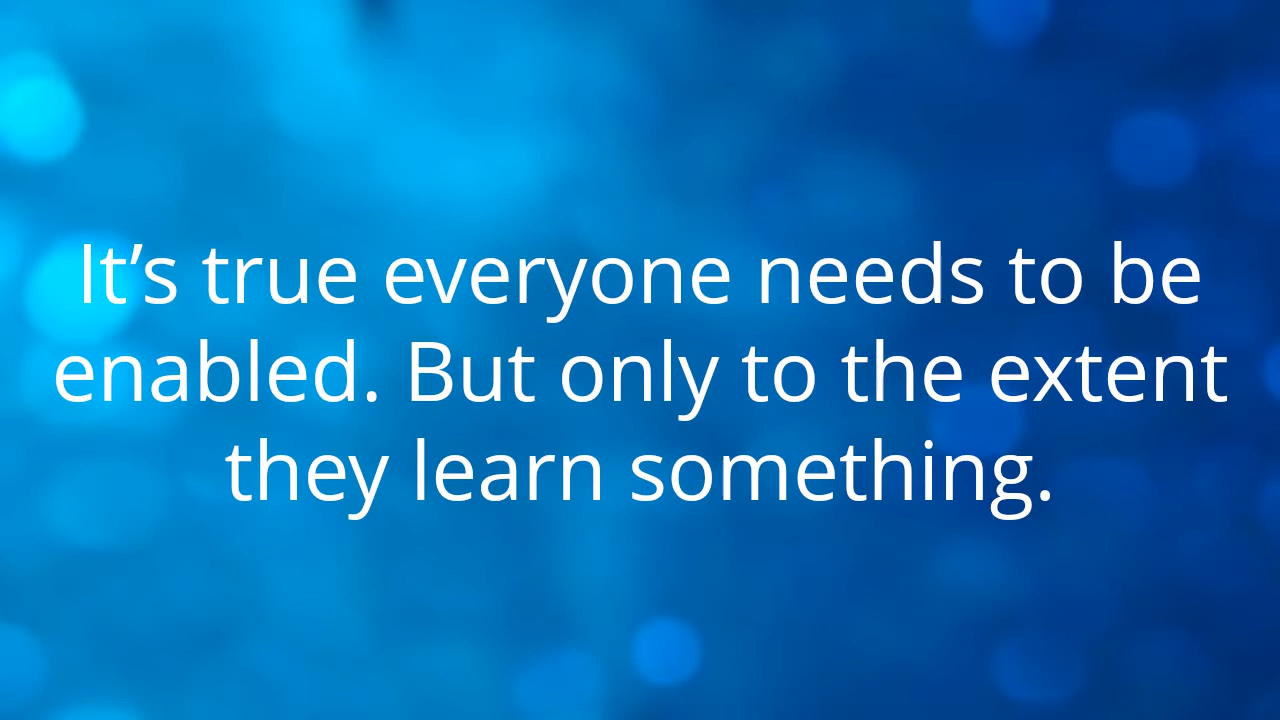 It’s true everyone needs to be
enabled. But only to the extent
they learn something.